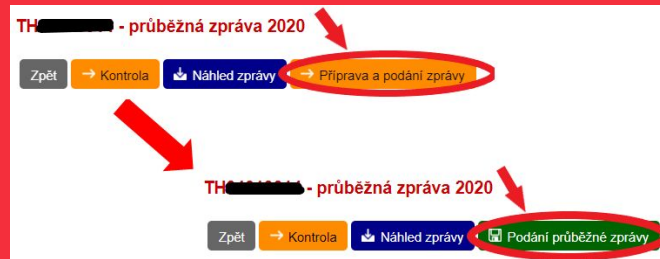 TH - průběžná zpráva 2020
Zpět → Kontrola Náhled zprávy → Příprava a podání zprávy
TH - průběžná zpráva 2020
Zpět → Kontrola Náhled zprávy Podání průběžné zprávy